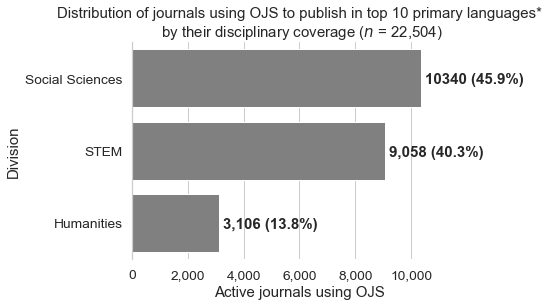 Distribution of journals using OJS to publish in top 10 primary languages*
by their disciplinary coverage (n = 22,504)
Division
Social Sciences
10340 (45.9%)
STEM
9,058 (40.3%)
Humanities
3,106 (13.8%)
0 2,000 4,000 6,000 8,000 10,000
Active journals using OJS